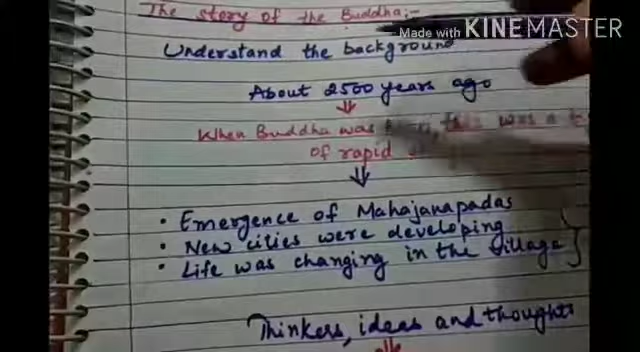 The story of the Buddha:-
Made with KINEMASTER
Understand the background
About 2500 years ago
When Buddha was was a
of rapid
• Emergence of Mahajanapadas
• New cities were developing
• Life was changing in the village
Thinkers, ideas and thoughts